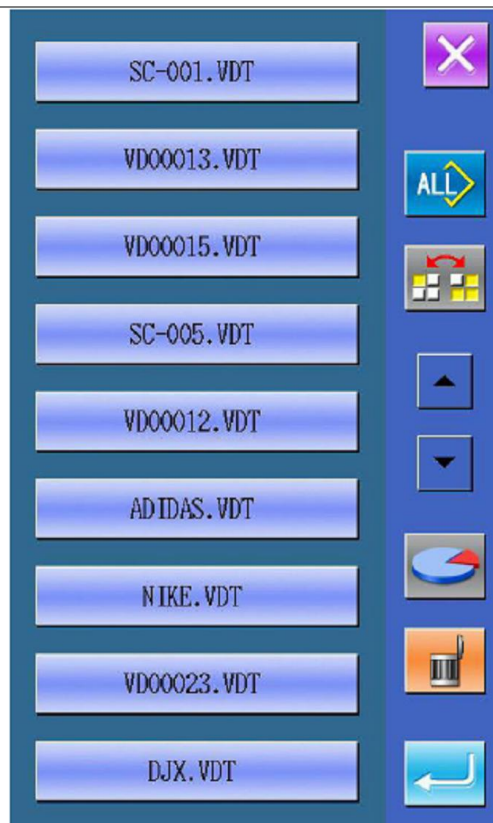 SC-001.VDT
VD00013.VDT
ALL
VD00015.VDT
SC-005.VDT
VD00012.VDT
ADIDAS.VDT
NIKE.VDT
VD00023.VDT
DJX.VDT